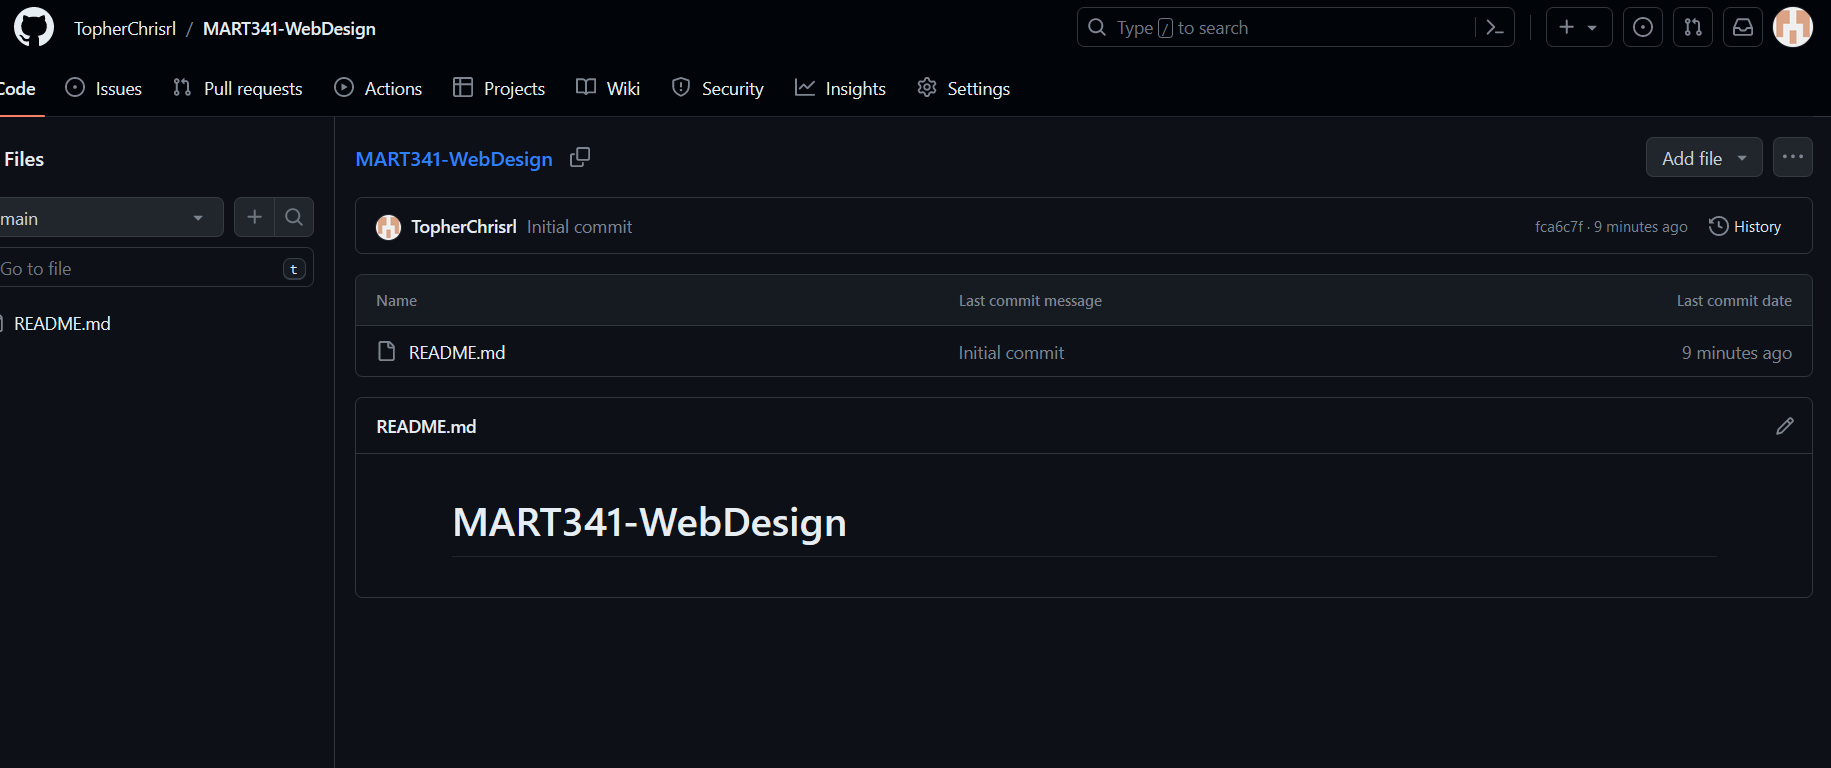 TopherChrisrl / MART341-WebDesign
Type / to search
Code Issues Pull requests Actions Projects Wiki Security Insights Settings
Files
main
Go to file t
README.md
MART341-WebDesign
Add file
TopherChrisrl Initial commit
fca6c7f · 9 minutes ago History
Name Last commit message Last commit date
README.md Initial commit 9 minutes ago
README.md
MART341-WebDesign